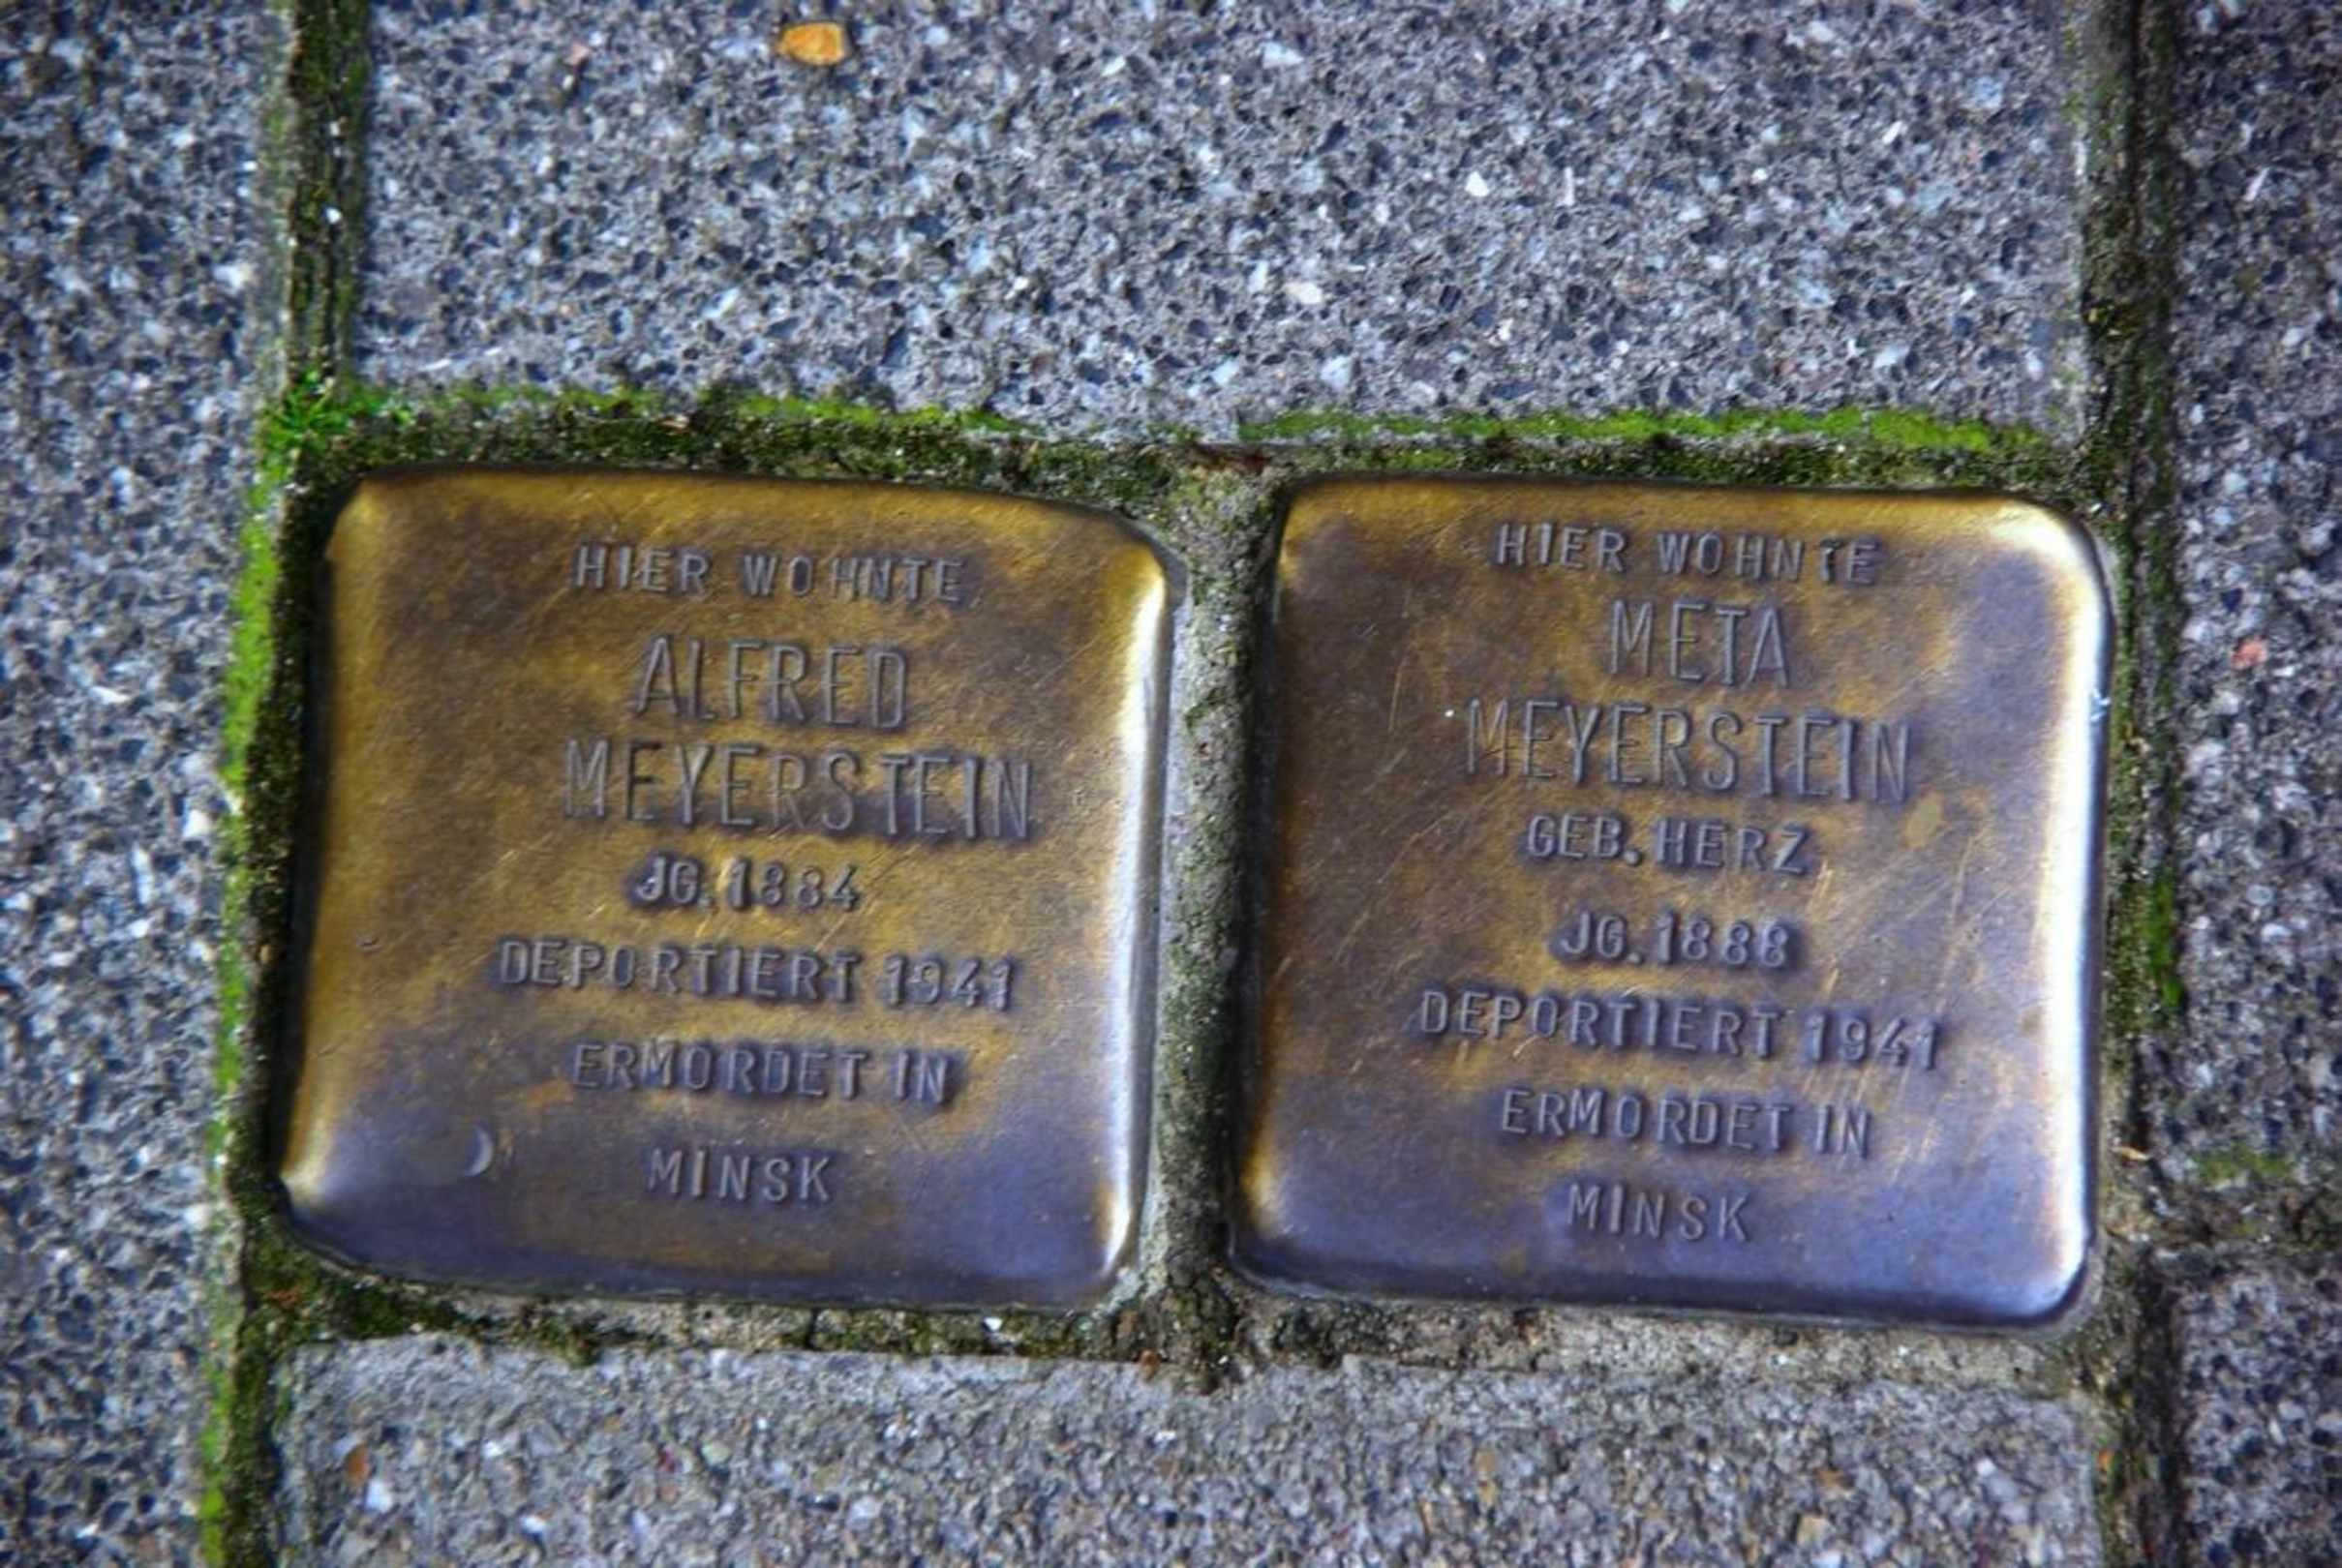 HIER WOHNTE
ALFRED
MEYERSTEIN
JG. 1884
DEPORTIERT 1941
ERMORDET IN
MINSK
HIER WOHNTE
META
MEYERSTEIN
GEB. HERZ
JG. 1888
DEPORTIERT 1941
ERMORDET IN
MINSK